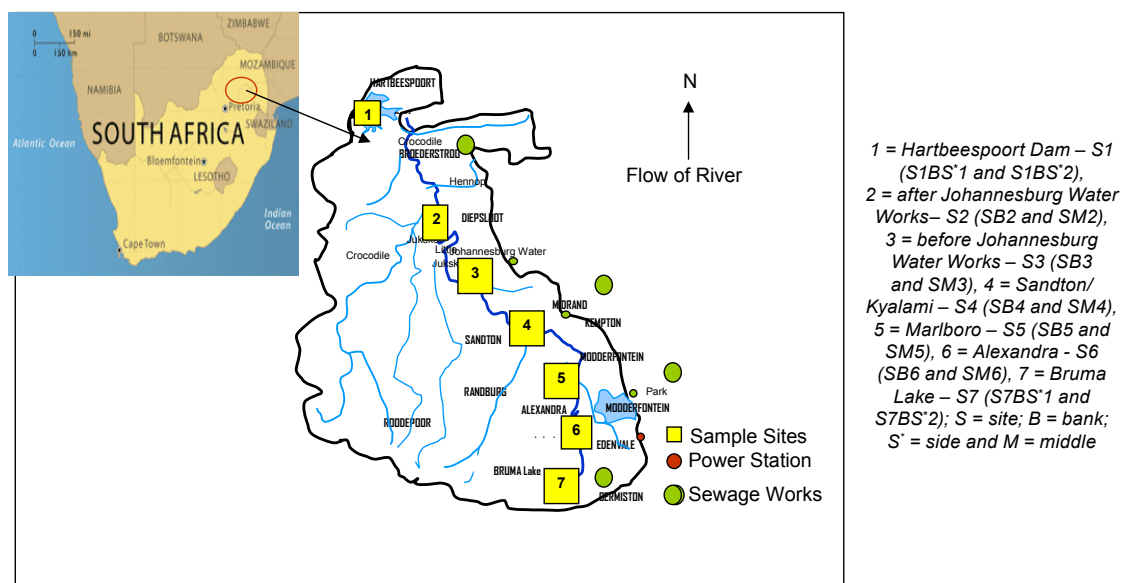 0 150 mi
0 150 km
ZIMBABWE
BOTSWANA
MOZAMBIQUE
NAMIBIA
Pretoria
SWAZILAND
SOUTH AFRICA
Atlantic Ocean
Bloemfontein
LESOTHO
Indian
Ocean
Cape Town
HARTBEESPOORT
1
Crocodile
BROEDERSTROO
Hennop
2
DIEPSLOOT
Crocodile
Little
Johannesburg Water
Juksk
3
MIDRAND
KEMPTON
4
SANDTON
MODDERFONTEIN
5
RANDBURG
Park
ALEXANDRA
MODDERFONTEIN
RODDEPOOR
6
. . .
EDENVALE
BRUMA Lake
7
GERMISTON
N
Flow of River
Sample Sites
Power Station
Sewage Works
1 = Hartbeespoort Dam – S1
(S1BS*1 and S1BS*2),
2 = after Johannesburg Water
Works– S2 (SB2 and SM2),
3 = before Johannesburg
Water Works – S3 (SB3
and SM3), 4 = Sandton/
Kyalami – S4 (SB4 and SM4),
5 = Marlboro – S5 (SB5 and
SM5), 6 = Alexandra - S6
(SB6 and SM6), 7 = Bruma
Lake – S7 (S7BS*1 and
S7BS*2); S = site; B = bank;
S* = side and M = middle